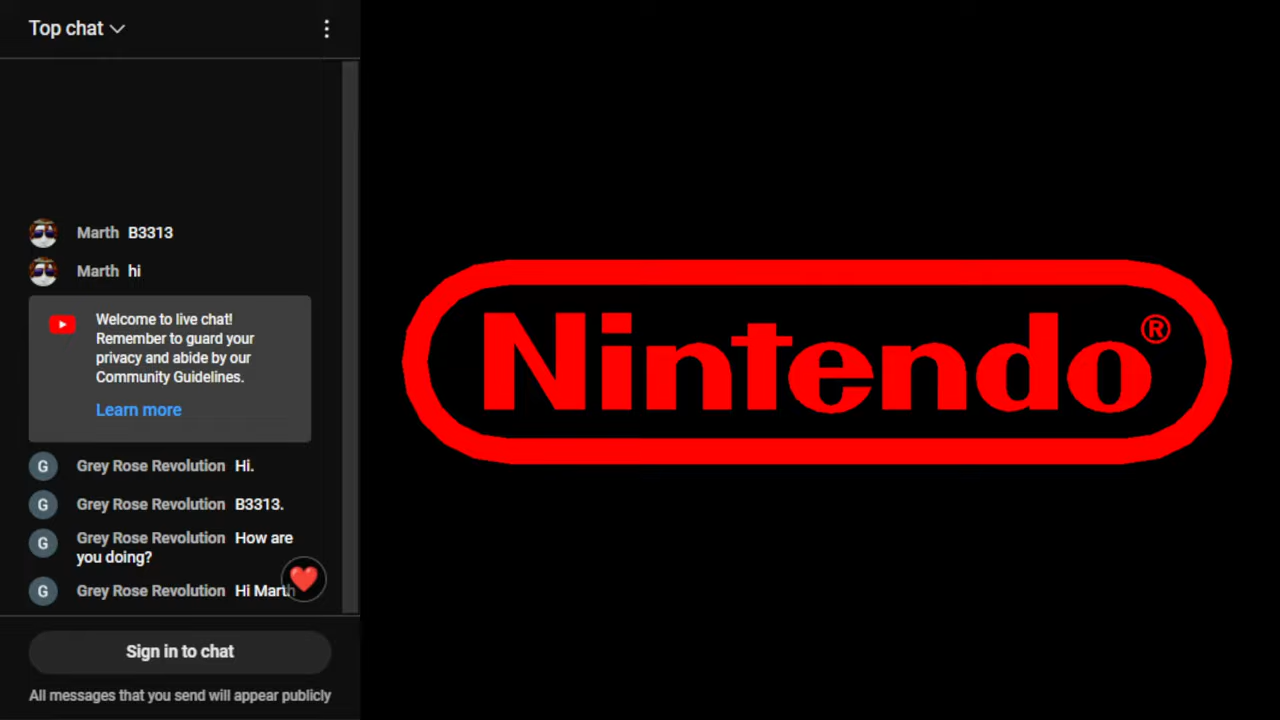 Top chat
Marth B3313
Marth hi
Welcome to live chat!
Remember to guard your
privacy and abide by our
Community Guidelines.
Learn more
G Grey Rose Revolution Hi.
G Grey Rose Revolution B3313.
G Grey Rose Revolution How are
you doing?
G Grey Rose Revolution Hi Marth
Sign in to chat
All messages that you send will appear publicly
Nintendo®